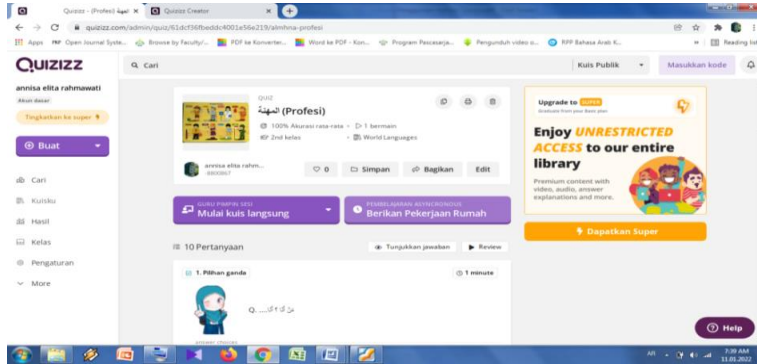 Quizizz - (Profesi) المهنة
Quizizz Creator
quizizz.com/admin/quiz/61dcf36fbeddc4001e56e219/almhna-profesi
Apps
Open Journal Syste...
Browse by Faculty/...
PDF ke Konverter...
Word ke PDF - Kon...
Program Pascasarja...
Pengunduh video u...
RPP Bahasa Arab K...
Reading list
QUIZIZZ
Cari
Kuis Publik
Masukkan kode
annisa elita rahmawati
Akun dasar
Tingkatkan ke super
Buat
Cari
Kuisku
Hasil
Kelas
Pengaturan
More
QUIZ
المهنة (Profesi)
100% Akurasi rata-rata • 1 bermain
2nd kelas • World Languages
annisa elita rahm...
0
Simpan
Bagikan
Edit
GURU PIMPIN SESI
Mulai kuis langsung
PEMBELAJARAN ASYNCRONOUS
Berikan Pekerjaan Rumah
10 Pertanyaan
Tunjukkan jawaban
Review
1. Pilihan ganda
1 minute
Q.
answer choices
Upgrade to SUPER
Enjoy UNRESTRICTED
ACCESS to our entire
library
Premium content with
video, audio, answer
explanations and more.
Dapatkan Super
Help
AR
7:39 AM
11.01.2022